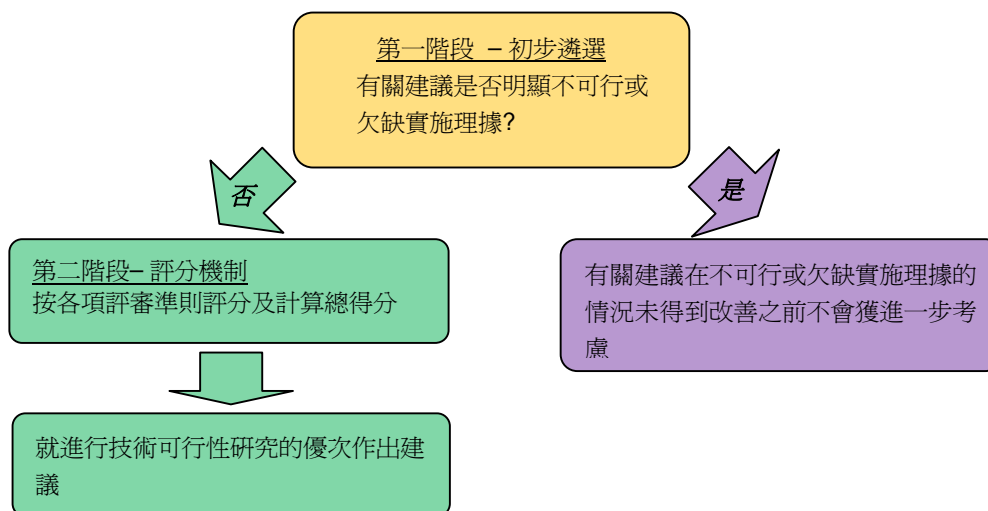 第一階段 – 初步遴選
有關建議是否明顯不可行或
欠缺實施理據?
否
是
第二階段– 評分機制
按各項評審準則評分及計算總得分
有關建議在不可行或欠缺實施理據的
情況未得到改善之前不會獲進一步考
慮
就進行技術可行性研究的優次作出建
議